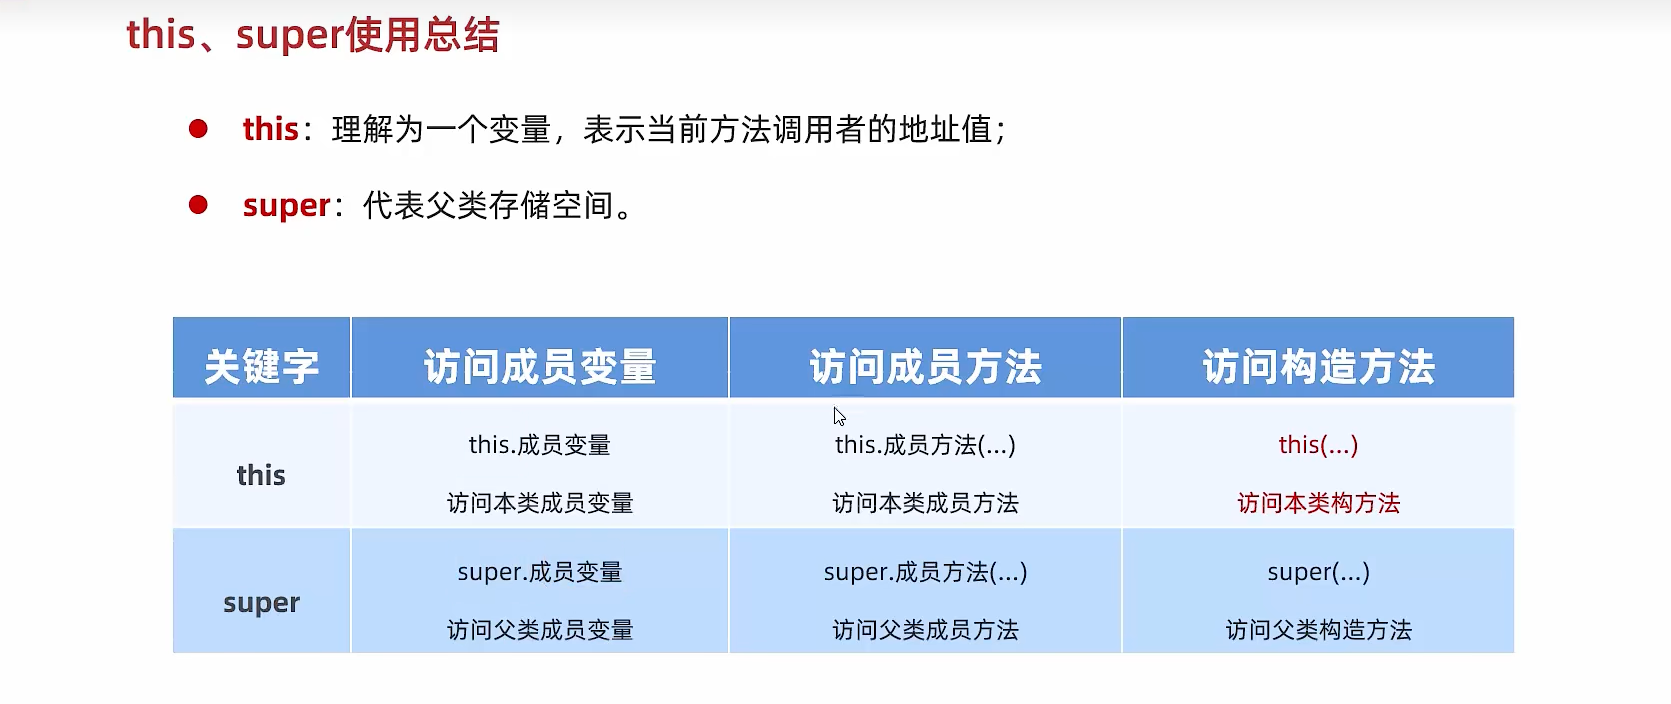 this、super使用总结
this：理解为一个变量，表示当前方法调用者的地址值；
super：代表父类存储空间。
关键字 访问成员变量 访问成员方法 访问构造方法
this.成员变量 this.成员方法(...) this(...)
this
访问本类成员变量 访问本类成员方法 访问本类构方法
super.成员变量 super.成员方法(...) super(...)
super
访问父类成员变量 访问父类成员方法 访问父类构造方法